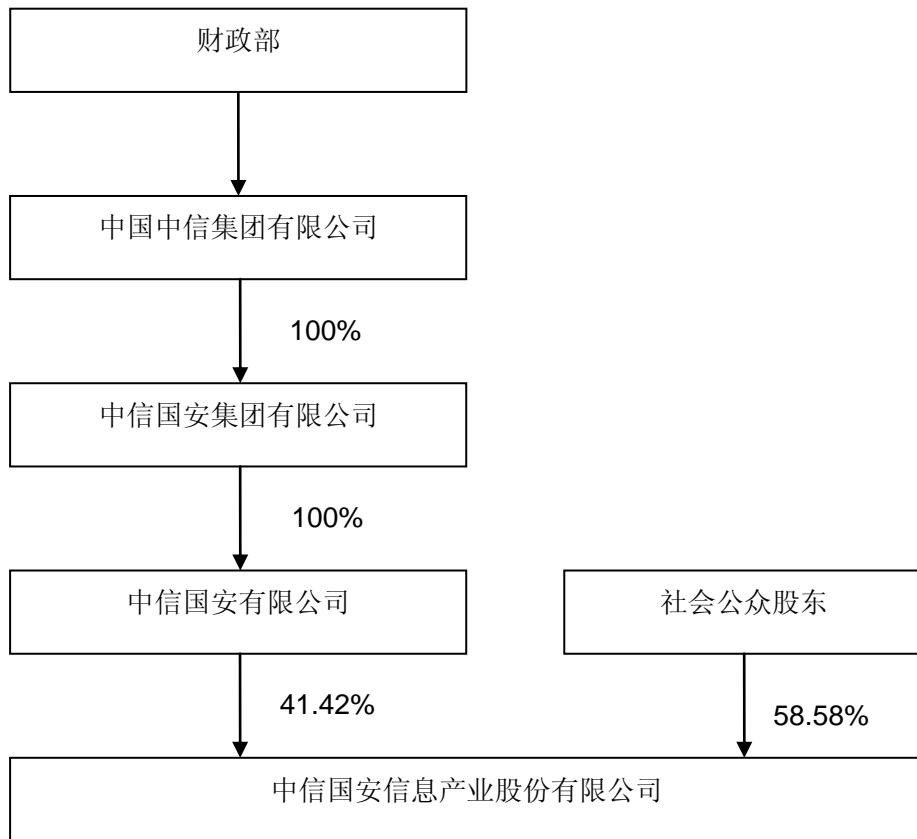 财政部
中国中信集团有限公司
100%
中信国安集团有限公司
100%
中信国安有限公司
社会公众股东
41.42%
58.58%
中信国安信息产业股份有限公司